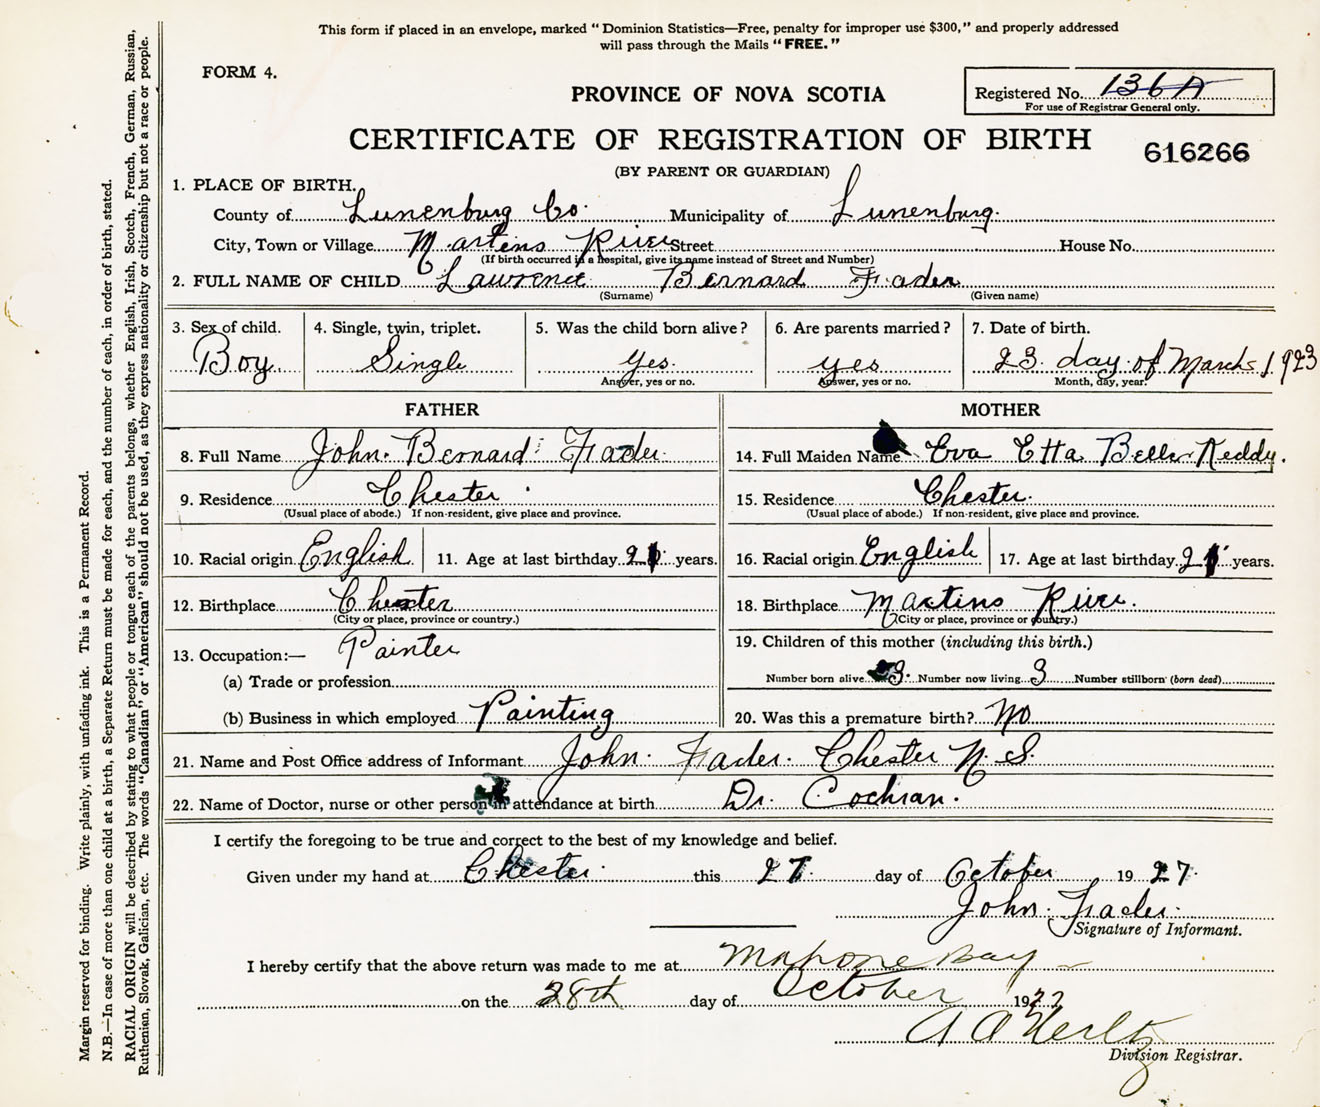 This form if placed in an envelope, marked "Dominion Statistics—Free, penalty for improper use $300," and properly addressed
will pass through the Mails "FREE."
FORM 4.
Registered No. 136A
For use of Registrar General only.
PROVINCE OF NOVA SCOTIA
CERTIFICATE OF REGISTRATION OF BIRTH
616266
(BY PARENT OR GUARDIAN)
1. PLACE OF BIRTH.
County of Lunenburg Co. Municipality of Lunenburg.
City, Town or Village Martins River Street House No.
(If birth occurred in a hospital, give its name instead of Street and Number)
2. FULL NAME OF CHILD Lawrence Bernard Fader
(Surname) (Given name)
3. Sex of child. 4. Single, twin, triplet. 5. Was the child born alive? 6. Are parents married? 7. Date of birth.
Boy. Single Yes. yes 23. day of March 1923
Answer, yes or no. Answer, yes or no. Month, day, year.
FATHER MOTHER
8. Full Name John Bernard Fader 14. Full Maiden Name Eva Etta Belle Reddy.
9. Residence Chester 15. Residence Chester.
(Usual place of abode.) If non-resident, give place and province. (Usual place of abode.) If non-resident, give place and province.
10. Racial origin English 11. Age at last birthday 21 years. 16. Racial origin English 17. Age at last birthday 21 years.
12. Birthplace Chester 18. Birthplace Martins River.
(City or place, province or country.) (City or place, province or country.)
13. Occupation:— Painter 19. Children of this mother (including this birth.)
(a) Trade or profession Number born alive 3. Number now living 3 Number stillborn (born dead)
(b) Business in which employed Painting 20. Was this a premature birth? No
21. Name and Post Office address of Informant John. Fader. Chester N. S.
22. Name of Doctor, nurse or other person in attendance at birth Dr. Cochran.
I certify the foregoing to be true and correct to the best of my knowledge and belief.
Given under my hand at Chester this 27 day of October 1927.
John. Fader.
Signature of Informant.
I hereby certify that the above return was made to me at Mahone Bay
on the 28th day of October 19
A A
Division Registrar.
Margin reserved for binding. Write plainly, with unfading ink. This is a Permanent Record.
N.B.—In case of more than one child at a birth, a Separate Return must be made for each, and the number of each, in order of birth, stated.
RACIAL ORIGIN will be described by stating to what people or tongue each of the parents belongs, whether English, Irish, Scotch, French, German, Russian,
Ruthenian, Slovak, Galician, etc. The words "Canadian" or "American" should not be used, as they express nationality or citizenship but not a race or people.